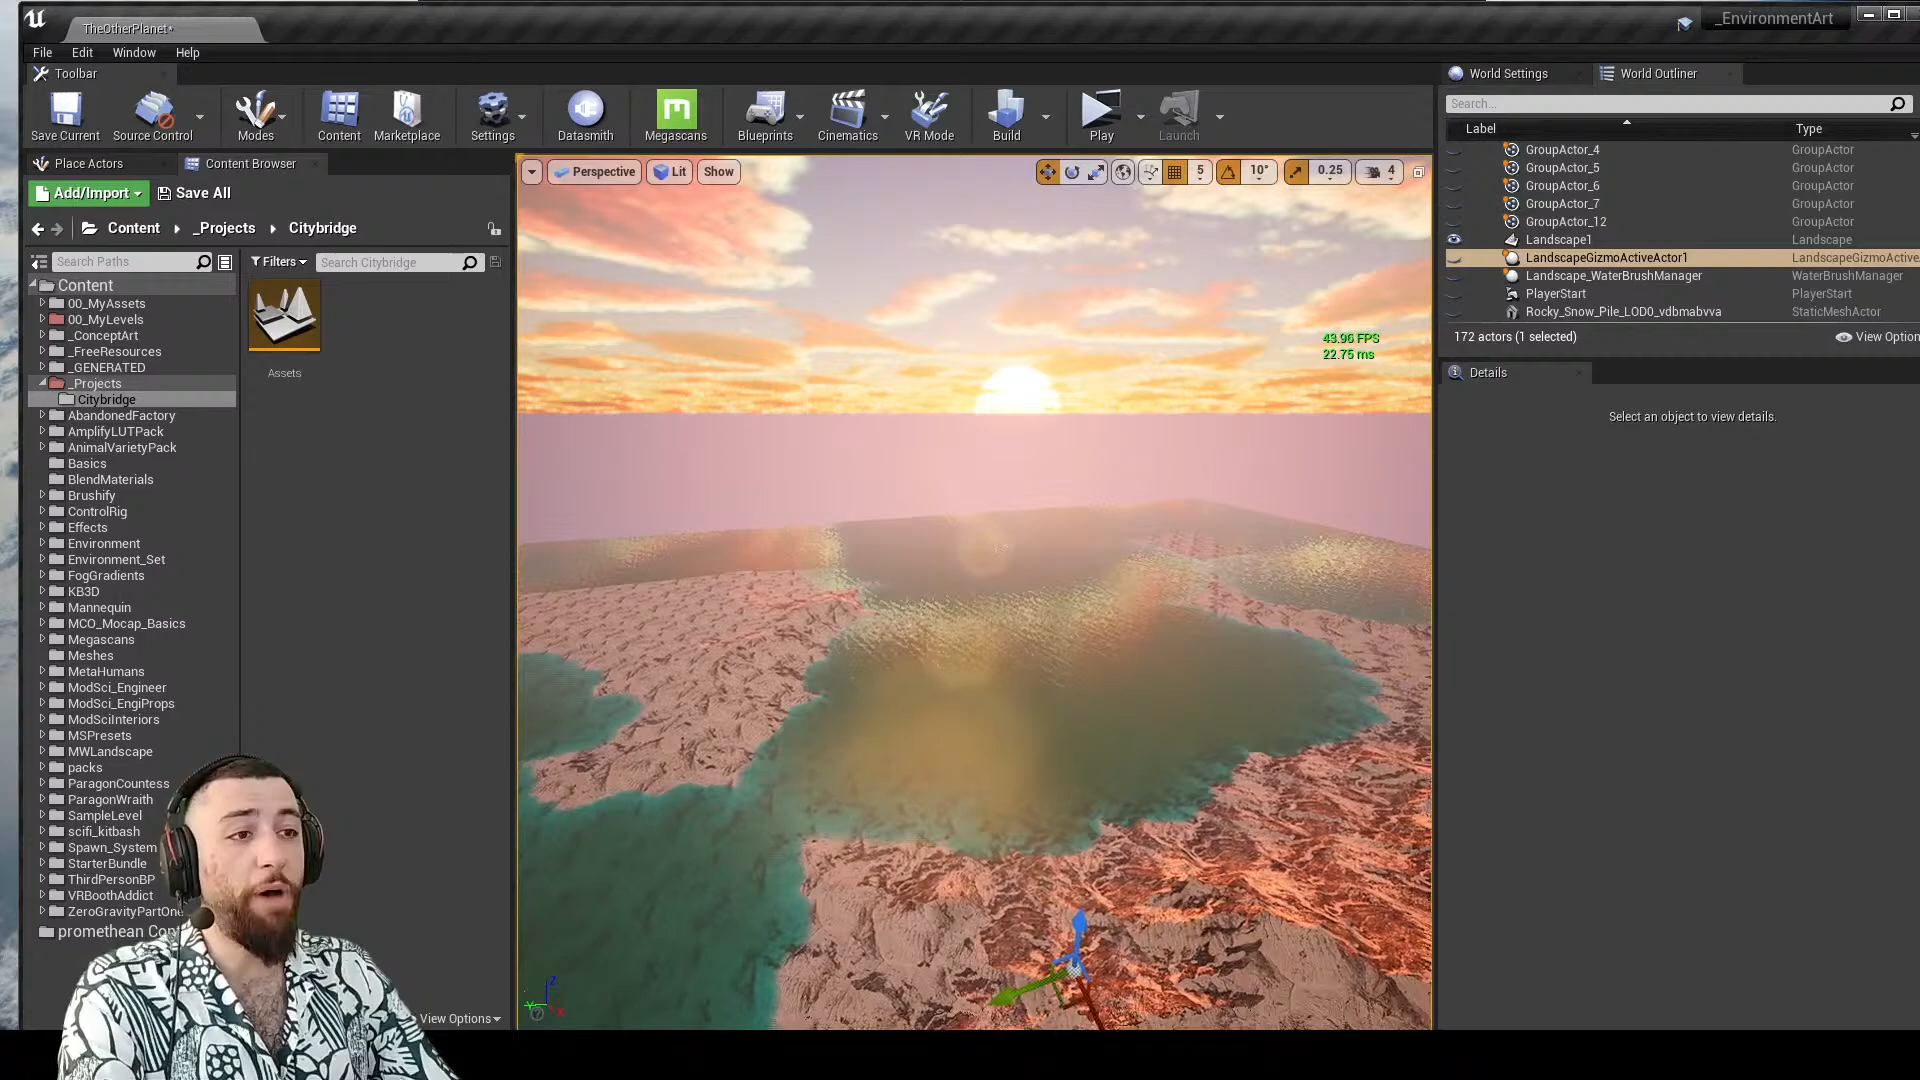 TheOtherPlanet*
_EnvironmentArt
File Edit Window Help
Toolbar
Save Current
Source Control
Modes
Content
Marketplace
Settings
Datasmith
Megascans
Blueprints
Cinematics
VR Mode
Build
Play
Launch
Place Actors
Content Browser
Add/Import
Save All
Content
_Projects
Citybridge
Search Paths
Filters
Search Citybridge
Content
00_MyAssets
00_MyLevels
_ConceptArt
_FreeResources
_GENERATED
_Projects
Citybridge
AbandonedFactory
AmplifyLUTPack
AnimalVarietyPack
Basics
BlendMaterials
Brushify
ControlRig
Effects
Environment
Environment_Set
FogGradients
KB3D
Mannequin
MCO_Mocap_Basics
Megascans
Meshes
MetaHumans
ModSci_Engineer
ModSci_EngiProps
ModSciInteriors
MSPresets
MWLandscape
packs
ParagonCountess
ParagonWraith
SampleLevel
scifi_kitbash
Spawn_System
StarterBundle
ThirdPersonBP
VRBoothAddict
ZeroGravityPartOne
promethean Con
Assets
View Options
Perspective
Lit
Show
5
10°
0.25
4
43.96 FPS
22.75 ms
Z
Y
X
World Settings
World Outliner
Search...
Label Type
GroupActor_4 GroupActor
GroupActor_5 GroupActor
GroupActor_6 GroupActor
GroupActor_7 GroupActor
GroupActor_12 GroupActor
Landscape1 Landscape
LandscapeGizmoActiveActor1 LandscapeGizmoActive
Landscape_WaterBrushManager WaterBrushManager
PlayerStart PlayerStart
Rocky_Snow_Pile_LOD0_vdbmabvva StaticMeshActor
172 actors (1 selected)
View Option
Details
Select an object to view details.